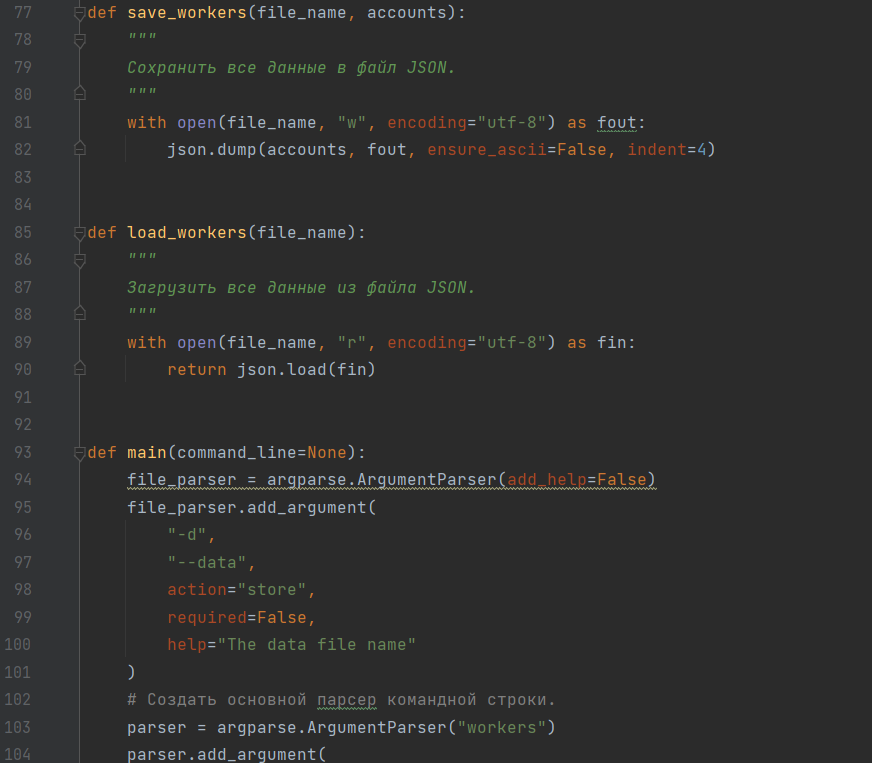 77 def save_workers(file_name, accounts):
78     """
79     Сохранить все данные в файл JSON.
80     """
81     with open(file_name, "w", encoding="utf-8") as fout:
82         json.dump(accounts, fout, ensure_ascii=False, indent=4)
83
84
85 def load_workers(file_name):
86     """
87     Загрузить все данные из файла JSON.
88     """
89     with open(file_name, "r", encoding="utf-8") as fin:
90         return json.load(fin)
91
92
93 def main(command_line=None):
94     file_parser = argparse.ArgumentParser(add_help=False)
95     file_parser.add_argument(
96         "-d",
97         "--data",
98         action="store",
99         required=False,
100         help="The data file name"
101     )
102     # Создать основной парсер командной строки.
103     parser = argparse.ArgumentParser("workers")
104     parser.add_argument(